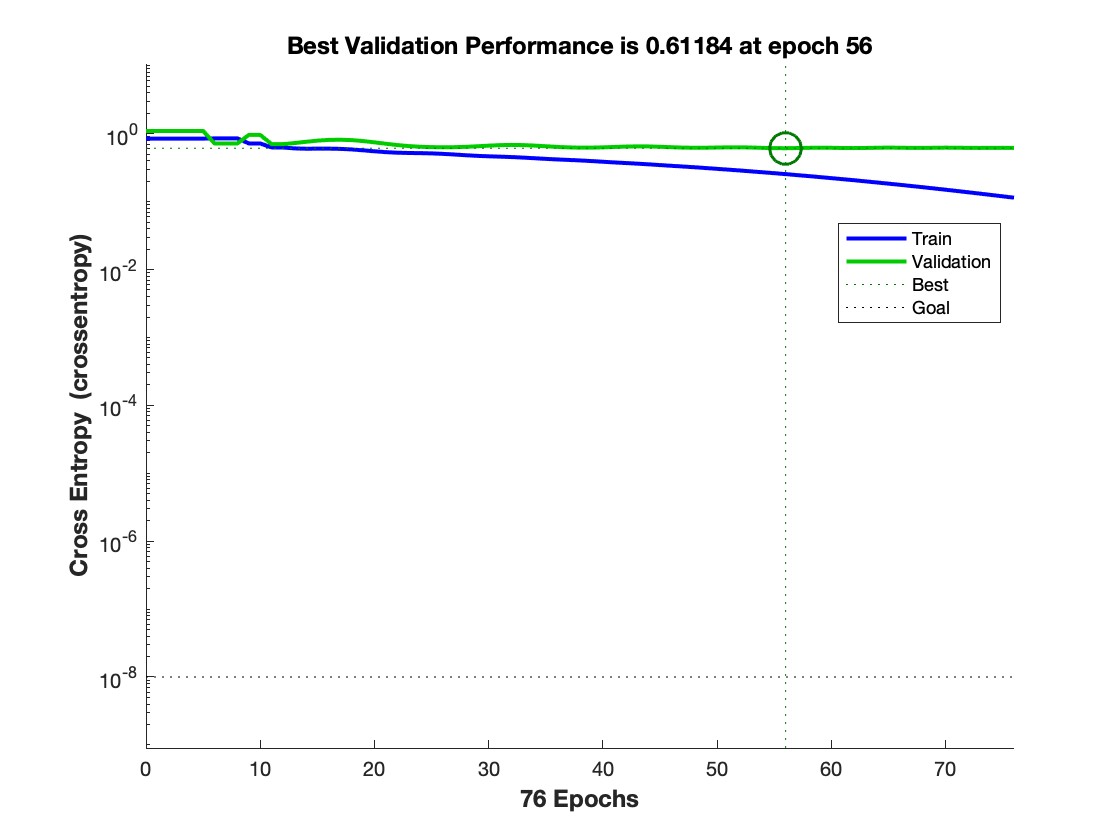 Best Validation Performance is 0.61184 at epoch 56
10^0
10^-2
10^-4
10^-6
10^-8
Cross Entropy (crossentropy)
Train
Validation
Best
Goal
0 10 20 30 40 50 60 70
76 Epochs